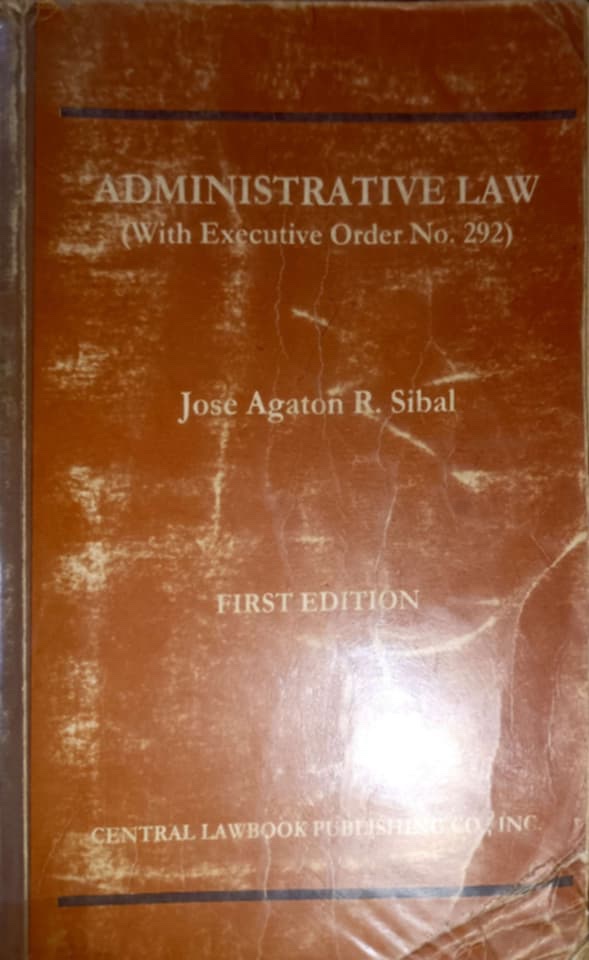 ADMINISTRATIVE LAW
(With Executive Order No. 292)
Jose Agaton R. Sibal
FIRST EDITION
CENTRAL LAWBOOK PUBLISHING CO., INC.